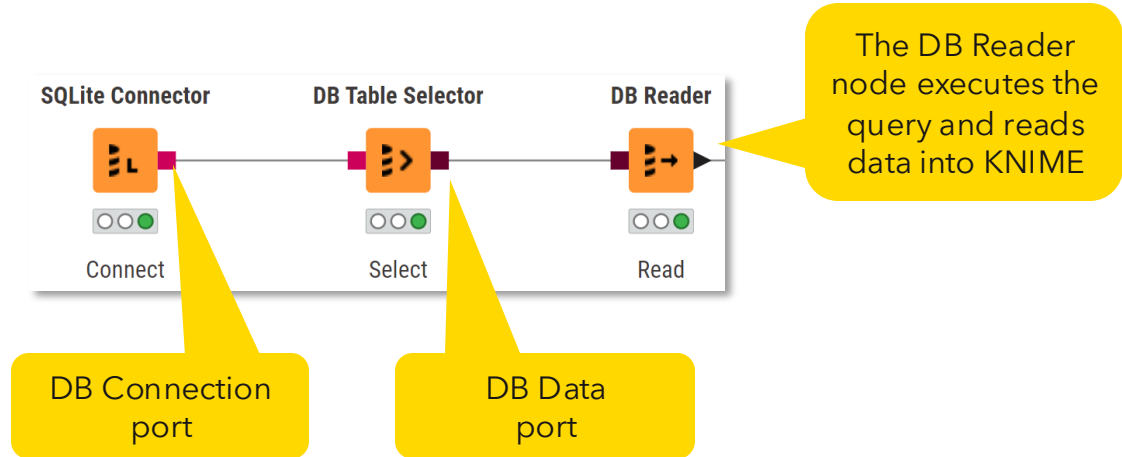 The DB Reader
node executes the
query and reads
data into KNIME
SQLite Connector
DB Table Selector
DB Reader
Connect
Select
Read
DB Connection
port
DB Data
port